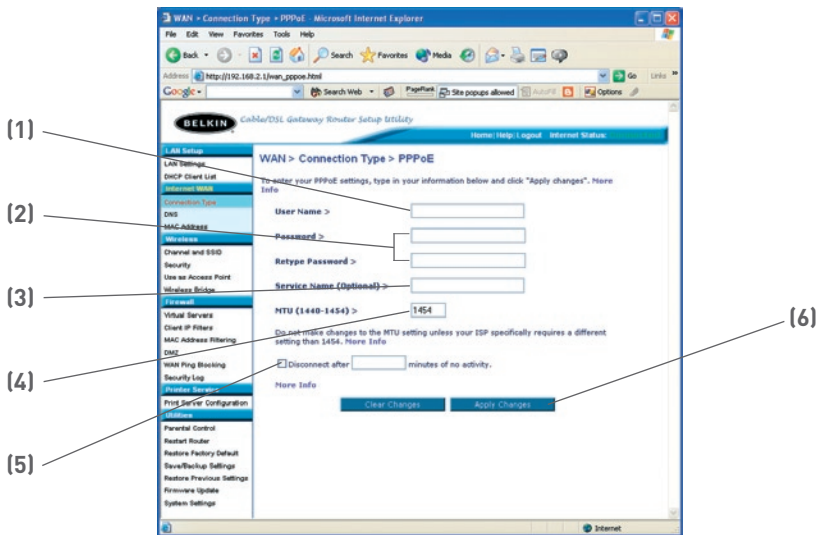 WAN > Connection Type > PPPoE - Microsoft Internet Explorer
File Edit View Favorites Tools Help
Back Search Favorites Media
Address http://192.168.2.1/wan_pppoe.html Go Links »
Google Search Web PageRank Site popups allowed AutoFill Options
BELKIN Cable/DSL Gateway Router Setup Utility
Home|Help|Logout Internet Status:
(1)
(2)
(3)
(4)
(5)
(6)
LAN Setup
LAN Settings
DHCP Client List
Internet WAN
Connection Type
DNS
MAC Address
Wireless
Channel and SSID
Security
Use as Access Point
Wireless Bridge
Firewall
Virtual Servers
Client IP Filters
MAC Address Filtering
DMZ
WAN Ping Blocking
Security Log
Printer Server
Print Server Configuration
Utilities
Parental Control
Restart Router
Restore Factory Default
Save/Backup Settings
Restore Previous Settings
Firmware Update
System Settings
WAN > Connection Type > PPPoE
To enter your PPPoE settings, type in your information below and click "Apply changes". More
Info
User Name >
Password >
Retype Password >
Service Name (Optional) >
MTU (1440-1454) > 1454
Do not make changes to the MTU setting unless your ISP specifically requires a different
setting than 1454. More Info
Disconnect after minutes of no activity.
More Info
Clear Changes Apply Changes
Internet